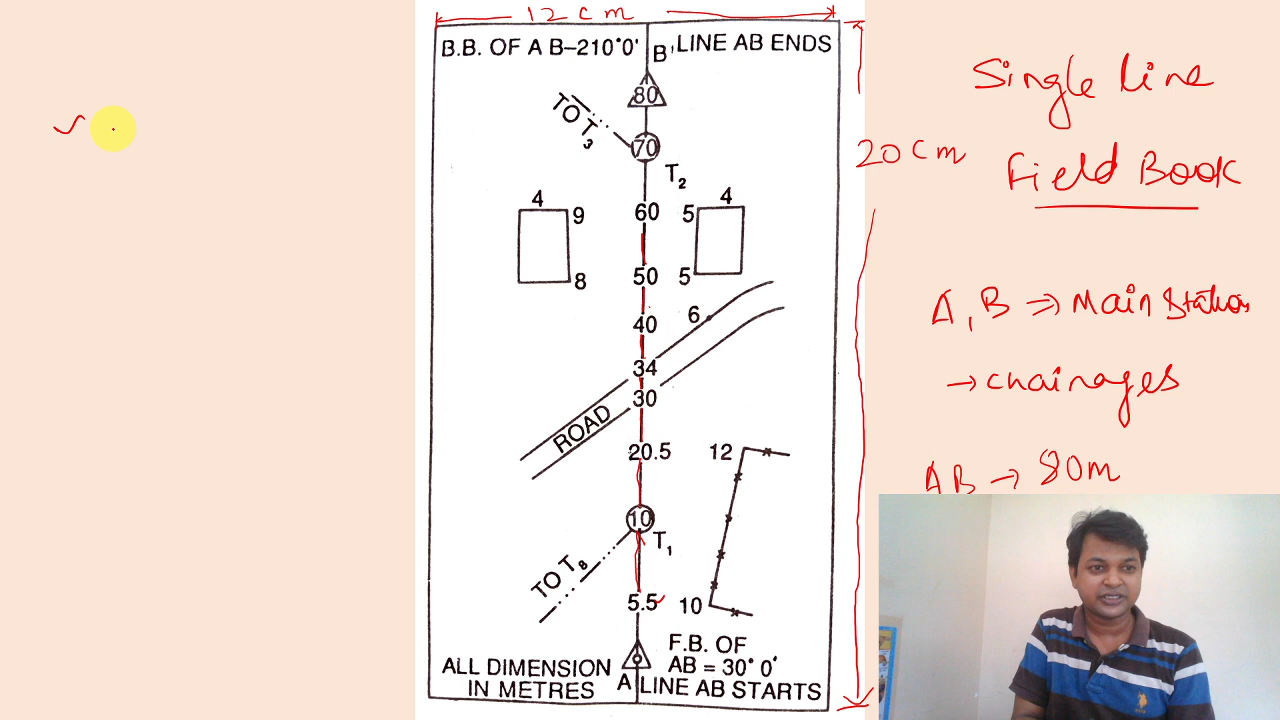 12 cm
B.B. OF A B–210°0'
B'
LINE AB ENDS
80
TO T3
70
T2
20 cm
4
9
8
60
5
4
5
50
40
6
34
30
ROAD
20.5
12
10
T1
TO T8
5.5
10
F.B. OF
AB = 30° 0'
ALL DIMENSION
IN METRES
A
LINE AB STARTS
Single line
Field Book
A, B ⇒ Main Stations
→ chainages
AB → 80m